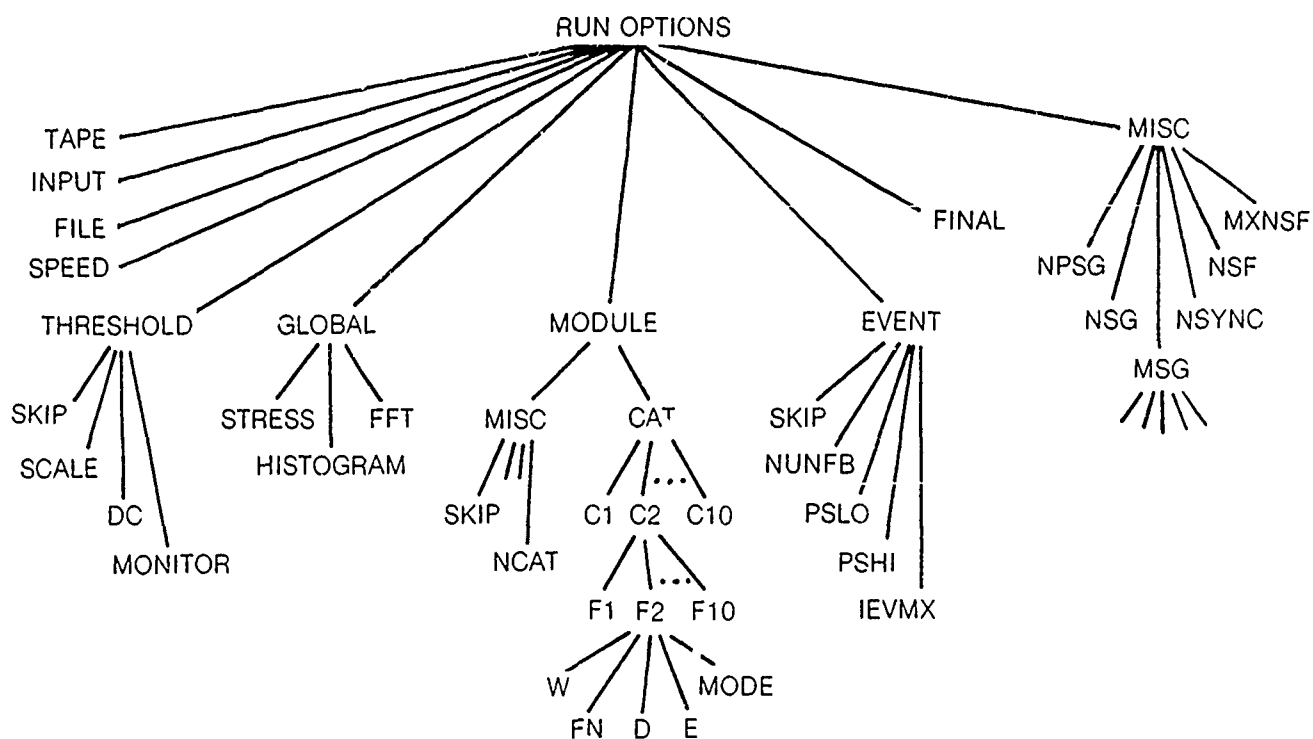 RUN OPTIONS
TAPE
INPUT
FILE
SPEED
THRESHOLD
SKIP
SCALE
DC
MONITOR
GLOBAL
STRESS
HISTOGRAM
FFT
MODULE
MISC
SKIP
NCAT
CAT
C1 C2 ... C10
F1 F2 ... F10
W
FN
D
E
MODE
EVENT
SKIP
NUNFB
PSLO
PSHI
IEVMX
FINAL
MISC
NPSG
NSG
MSG
NSYNC
NSF
MXNSF